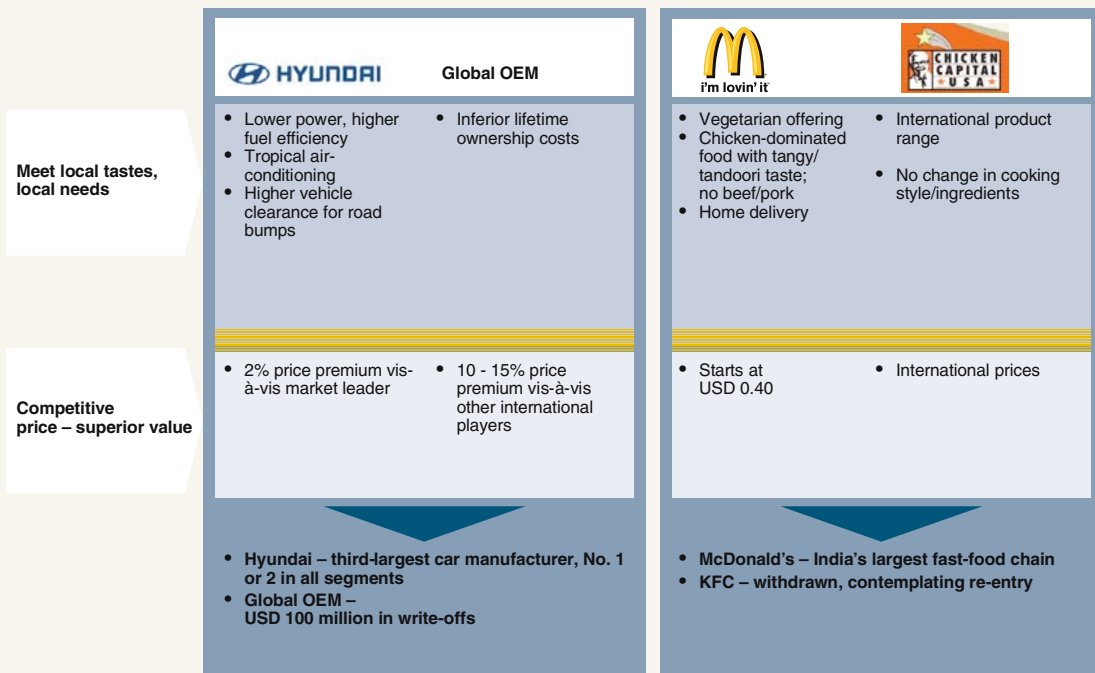 HYUNDAI
Global OEM
i'm lovin' it
CHICKEN
CAPITAL
USA
Meet local tastes,
local needs
• Lower power, higher
fuel efficiency
• Tropical air-
conditioning
• Higher vehicle
clearance for road
bumps
• Inferior lifetime
ownership costs
• Vegetarian offering
• Chicken-dominated
food with tangy/
tandoori taste;
no beef/pork
• Home delivery
• International product
range
• No change in cooking
style/ingredients
Competitive
price – superior value
• 2% price premium vis-
à-vis market leader
• 10 - 15% price
premium vis-à-vis
other international
players
• Starts at
USD 0.40
• International prices
• Hyundai – third-largest car manufacturer, No. 1
or 2 in all segments
• Global OEM –
USD 100 million in write-offs
• McDonald's – India's largest fast-food chain
• KFC – withdrawn, contemplating re-entry